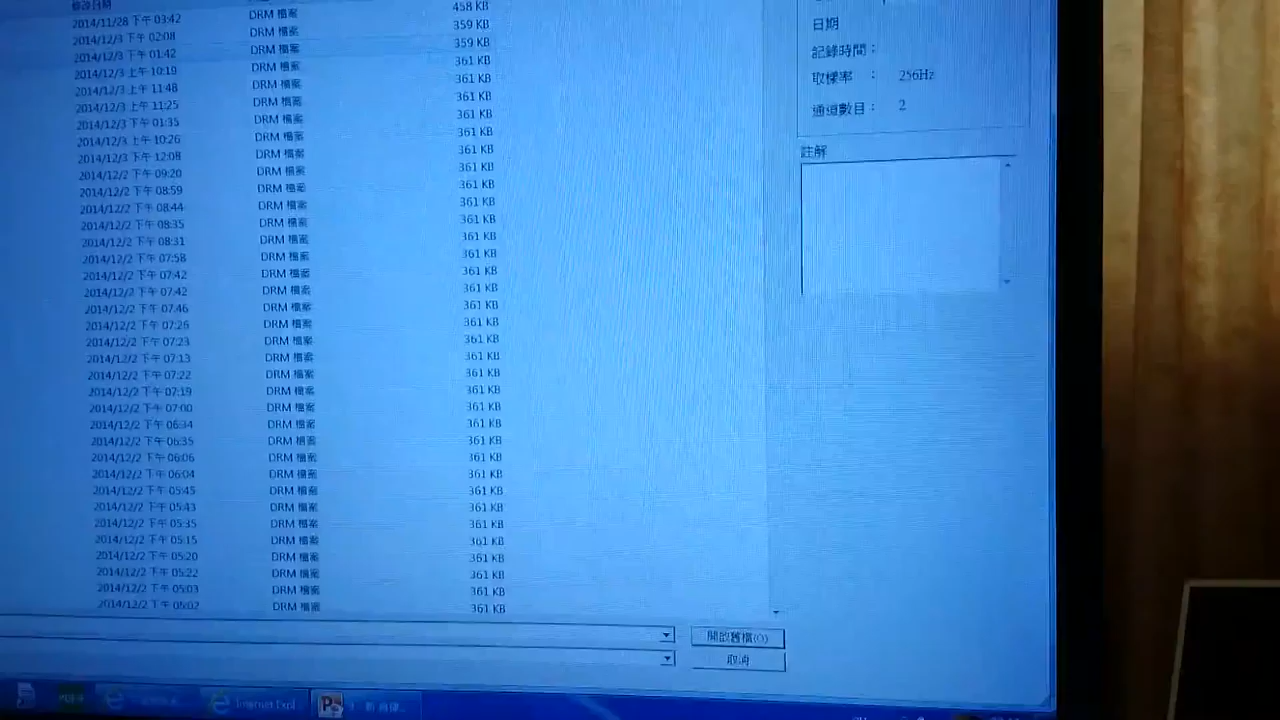 修改日期
2014/11/28 下午 03:42 DRM 檔案 458 KB
2014/12/3 下午 02:08 DRM 檔案 359 KB
2014/12/3 下午 01:42 DRM 檔案 359 KB
2014/12/3 上午 10:19 DRM 檔案 361 KB
2014/12/3 上午 11:48 DRM 檔案 361 KB
2014/12/3 上午 11:25 DRM 檔案 361 KB
2014/12/3 下午 01:35 DRM 檔案 361 KB
2014/12/3 上午 10:26 DRM 檔案 361 KB
2014/12/3 下午 12:08 DRM 檔案 361 KB
2014/12/2 下午 09:20 DRM 檔案 361 KB
2014/12/2 下午 08:59 DRM 檔案 361 KB
2014/12/2 下午 08:44 DRM 檔案 361 KB
2014/12/2 下午 08:35 DRM 檔案 361 KB
2014/12/2 下午 08:31 DRM 檔案 361 KB
2014/12/2 下午 07:58 DRM 檔案 361 KB
2014/12/2 下午 07:42 DRM 檔案 361 KB
2014/12/2 下午 07:42 DRM 檔案 361 KB
2014/12/2 下午 07:46 DRM 檔案 361 KB
2014/12/2 下午 07:26 DRM 檔案 361 KB
2014/12/2 下午 07:23 DRM 檔案 361 KB
2014/12/2 下午 07:13 DRM 檔案 361 KB
2014/12/2 下午 07:22 DRM 檔案 361 KB
2014/12/2 下午 07:19 DRM 檔案 361 KB
2014/12/2 下午 07:00 DRM 檔案 361 KB
2014/12/2 下午 06:34 DRM 檔案 361 KB
2014/12/2 下午 06:35 DRM 檔案 361 KB
2014/12/2 下午 06:06 DRM 檔案 361 KB
2014/12/2 下午 06:04 DRM 檔案 361 KB
2014/12/2 下午 05:45 DRM 檔案 361 KB
2014/12/2 下午 05:43 DRM 檔案 361 KB
2014/12/2 下午 05:35 DRM 檔案 361 KB
2014/12/2 下午 05:15 DRM 檔案 361 KB
2014/12/2 下午 05:20 DRM 檔案 361 KB
2014/12/2 下午 05:22 DRM 檔案 361 KB
2014/12/2 下午 05:03 DRM 檔案 361 KB
2014/12/2 下午 05:02 DRM 檔案 361 KB
日期
記錄時間：
取樣率 ： 256Hz
通道數目： 2
註解
開啟舊檔(O)
取消
Internet Expl